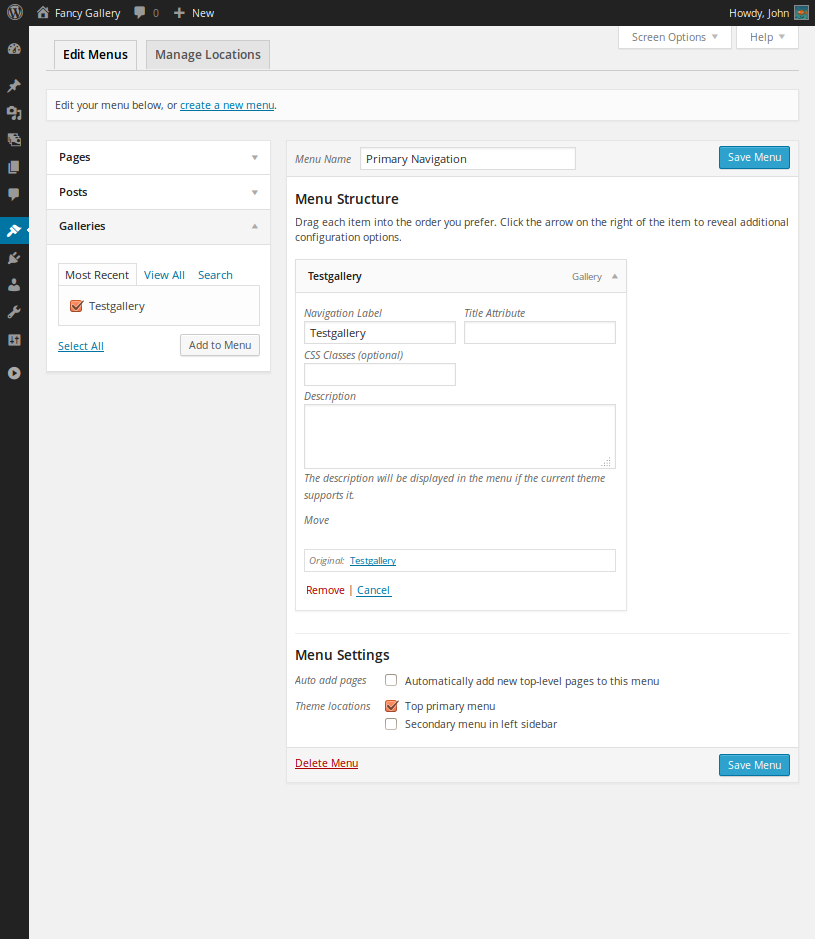 Fancy Gallery 0 New Howdy, John
Screen Options Help
Edit Menus Manage Locations
Edit your menu below, or create a new menu.
Pages
Posts
Galleries
Most Recent View All Search
Testgallery
Select All Add to Menu
Menu Name Primary Navigation Save Menu
Menu Structure
Drag each item into the order you prefer. Click the arrow on the right of the item to reveal additional
configuration options.
Testgallery Gallery
Navigation Label Title Attribute
Testgallery
CSS Classes (optional)
Description
The description will be displayed in the menu if the current theme
supports it.
Move
Original: Testgallery
Remove | Cancel
Menu Settings
Auto add pages Automatically add new top-level pages to this menu
Theme locations Top primary menu
Secondary menu in left sidebar
Delete Menu Save Menu